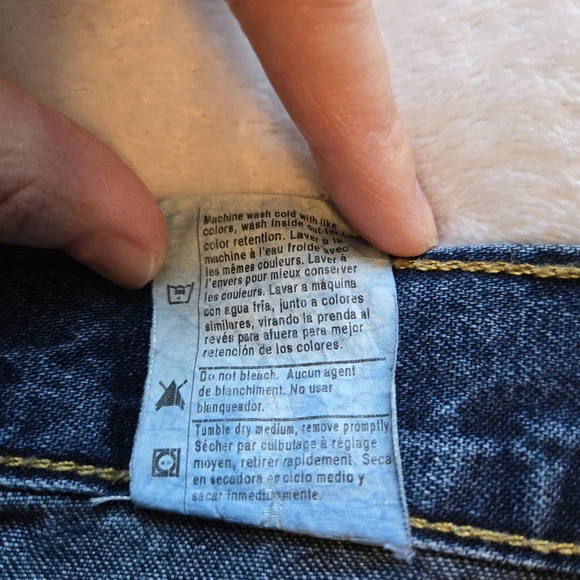 Machine wash cold with like
colors, wash inside out for
color retention. Laver à la
machine à l'eau froide avec
les mêmes couleurs. Laver à
l'envers pour mieux conserver
les couleurs. Lavar a máquina
con agua fria, junto a colores
similares, virando la prenda al
revés para afuera para mejor
retención de los colores.
Do not bleach. Aucun agent
de blanchiment. No usar
blanqueador.
Tumble dry medium, remove promptly
Sécher par culbutage à réglage
moyen, retirer rapidement. Seca
en secadora en ciclo medio y
sacar inmediatamente.